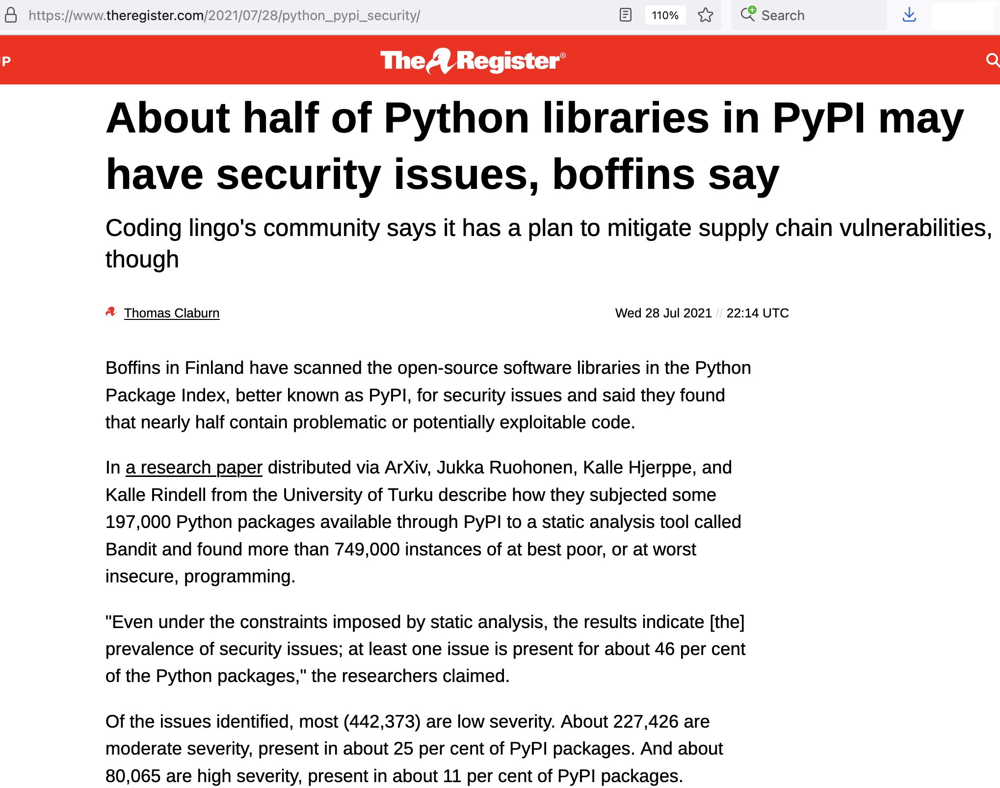 https://www.theregister.com/2021/07/28/python_pypi_security/
110%
Search
P
The Register®
About half of Python libraries in PyPI may
have security issues, boffins say
Coding lingo's community says it has a plan to mitigate supply chain vulnerabilities,
though
Thomas Claburn
Wed 28 Jul 2021 // 22:14 UTC
Boffins in Finland have scanned the open-source software libraries in the Python
Package Index, better known as PyPI, for security issues and said they found
that nearly half contain problematic or potentially exploitable code.
In a research paper distributed via ArXiv, Jukka Ruohonen, Kalle Hjerppe, and
Kalle Rindell from the University of Turku describe how they subjected some
197,000 Python packages available through PyPI to a static analysis tool called
Bandit and found more than 749,000 instances of at best poor, or at worst
insecure, programming.
"Even under the constraints imposed by static analysis, the results indicate [the]
prevalence of security issues; at least one issue is present for about 46 per cent
of the Python packages," the researchers claimed.
Of the issues identified, most (442,373) are low severity. About 227,426 are
moderate severity, present in about 25 per cent of PyPI packages. And about
80,065 are high severity, present in about 11 per cent of PyPI packages.